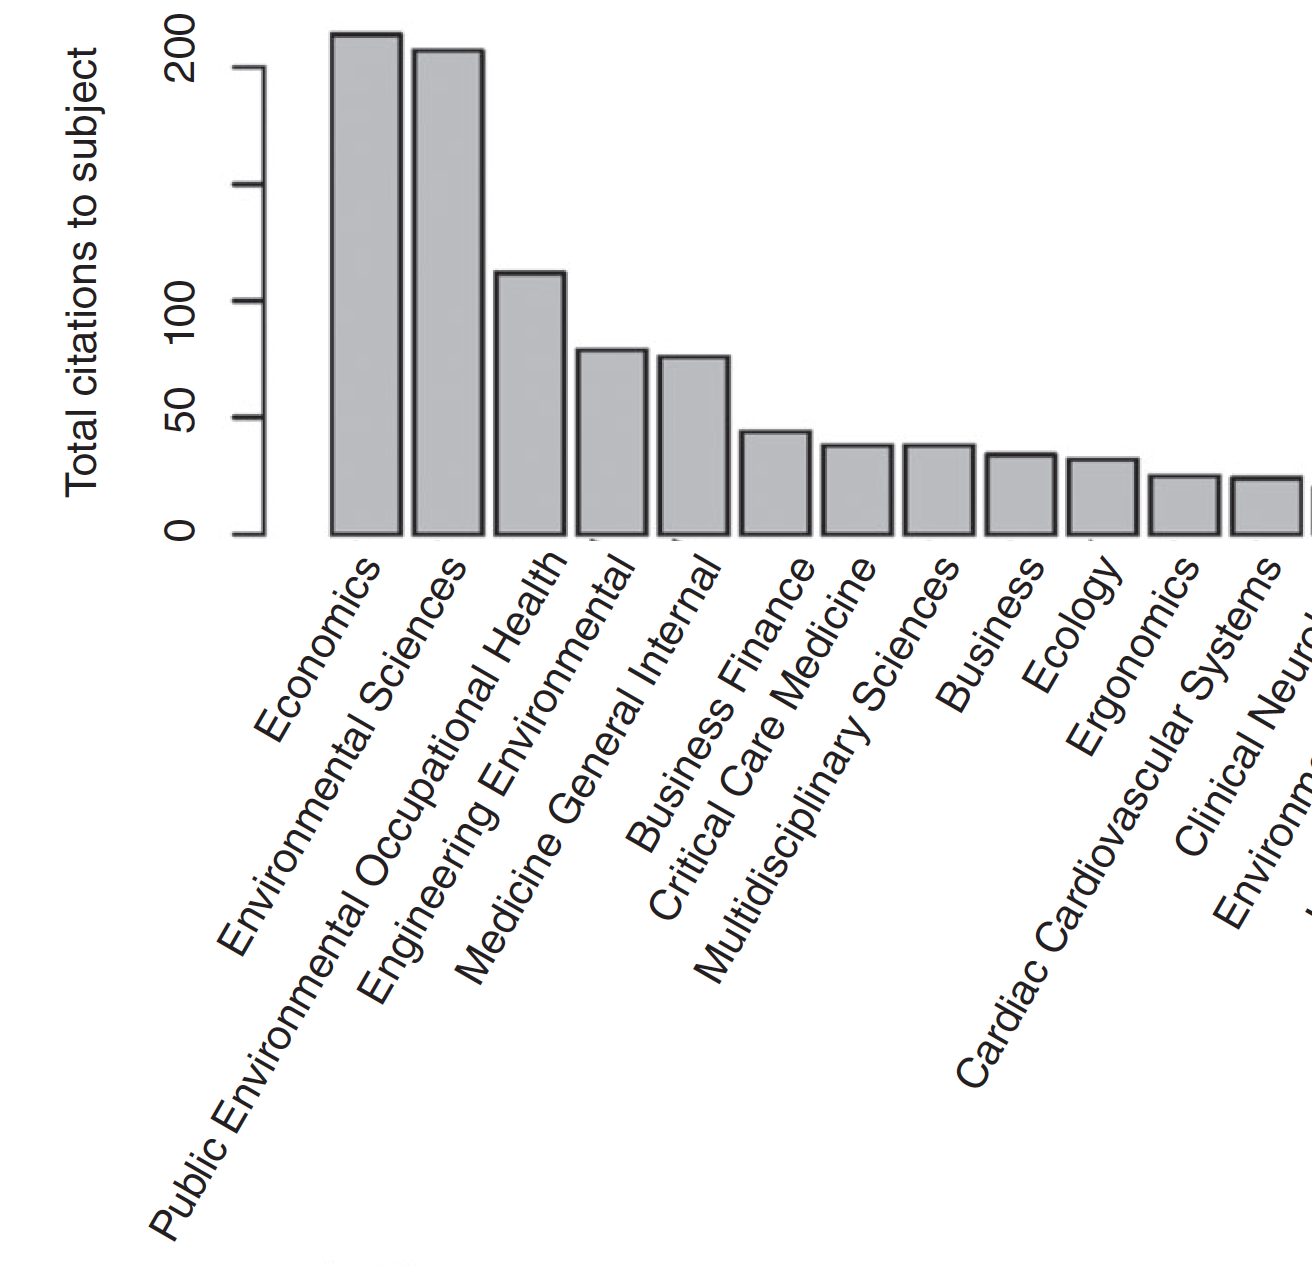 Total citations to subject
200
100
50
0
Economics
Environmental Sciences
Public Environmental Occupational Health
Engineering Environmental
Medicine General Internal
Business Finance
Critical Care Medicine
Multidisciplinary Sciences
Business
Ecology
Ergonomics
Cardiac Cardiovascular Systems
Clinical